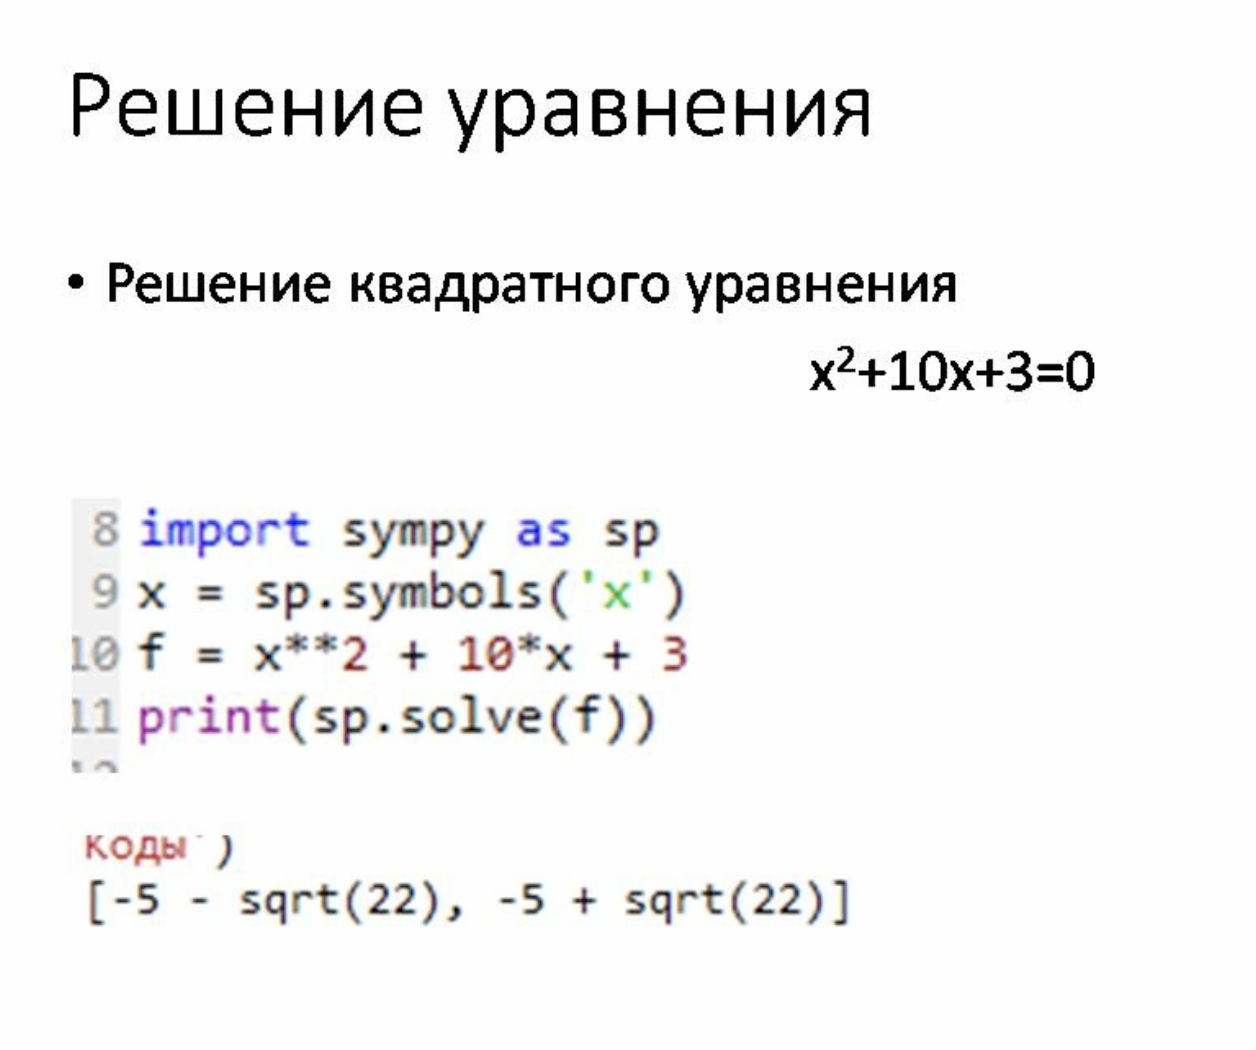 Решение уравнения
• Решение квадратного уравнения
x²+10x+3=0
8 import sympy as sp
9 x = sp.symbols('x')
10 f = x**2 + 10*x + 3
11 print(sp.solve(f))
коды')
[-5 - sqrt(22), -5 + sqrt(22)]